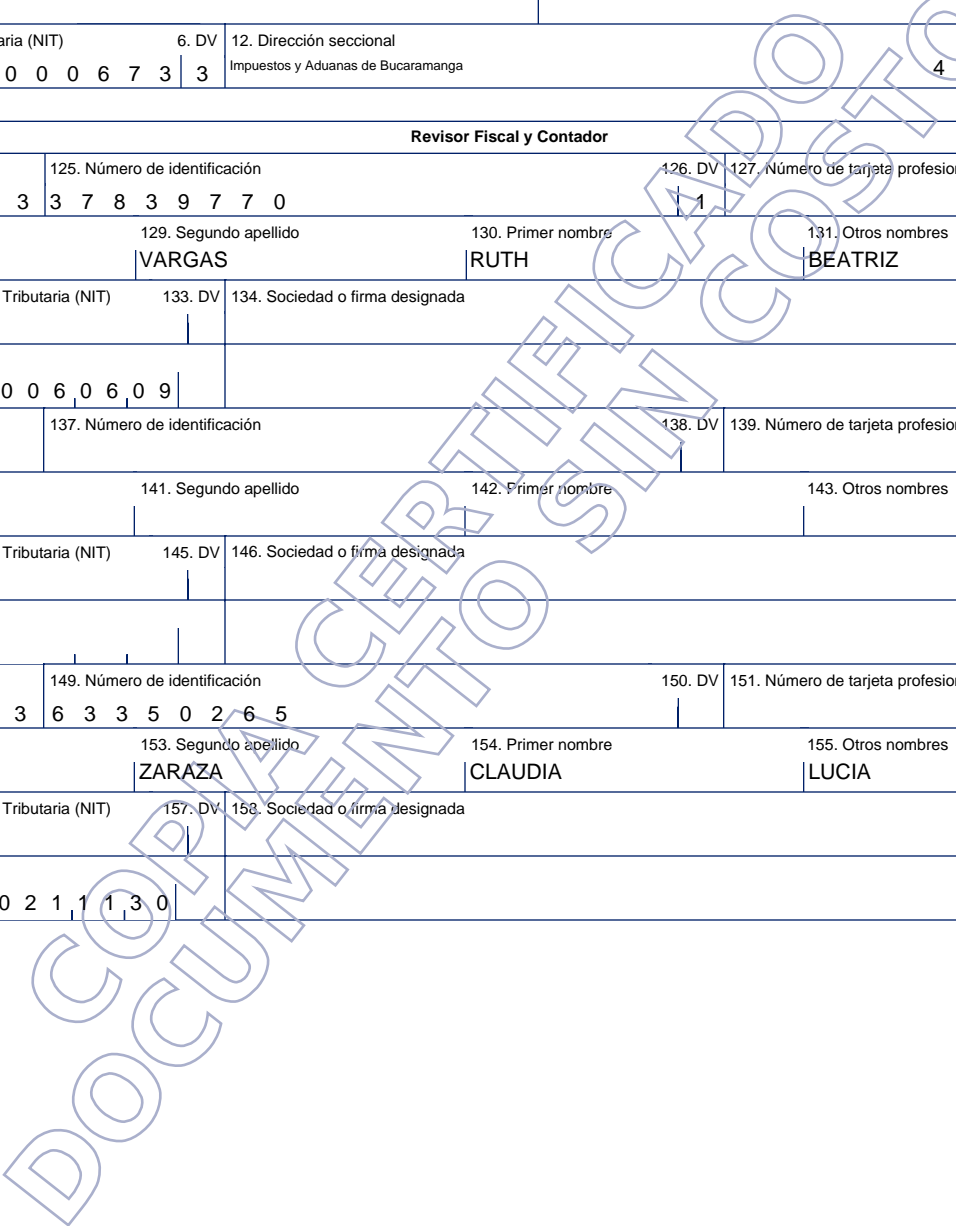 aria (NIT) 6. DV 12. Dirección seccional
0 0 0 6 7 3 3 Impuestos y Aduanas de Bucaramanga 4
Revisor Fiscal y Contador
125. Número de identificación 126. DV 127. Número de tarjeta profesion
3 3 7 8 3 9 7 7 0 1
129. Segundo apellido 130. Primer nombre 131. Otros nombres
VARGAS RUTH BEATRIZ
Tributaria (NIT) 133. DV 134. Sociedad o firma designada
0 0 6 0 6 0 9
137. Número de identificación 138. DV 139. Número de tarjeta profesion
141. Segundo apellido 142. Primer nombre 143. Otros nombres
Tributaria (NIT) 145. DV 146. Sociedad o firma designada
149. Número de identificación 150. DV 151. Número de tarjeta profesion
3 6 3 3 5 0 2 6 5
153. Segundo apellido 154. Primer nombre 155. Otros nombres
ZARAZA CLAUDIA LUCIA
Tributaria (NIT) 157. DV 158. Sociedad o firma designada
0 2 1 1 1 3 0
COPIA CERTIFICADO
DOCUMENTO SIN COSTO